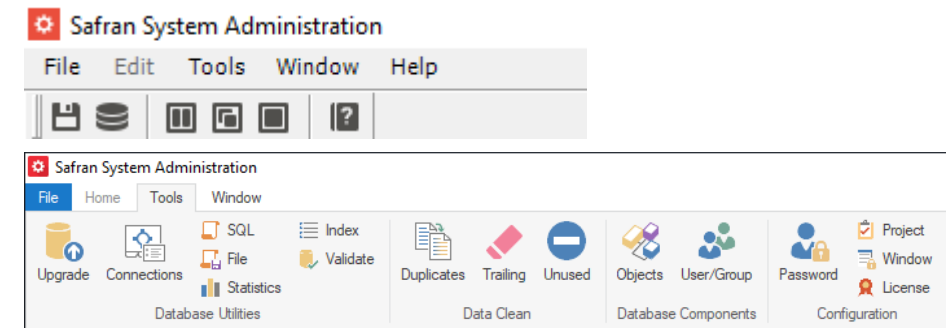 Safran System Administration
File Edit Tools Window Help
Safran System Administration
File Home Tools Window
SQL Index Project
File Validate Window
Upgrade Connections Statistics Duplicates Trailing Unused Objects User/Group Password License
Database Utilities Data Clean Database Components Configuration